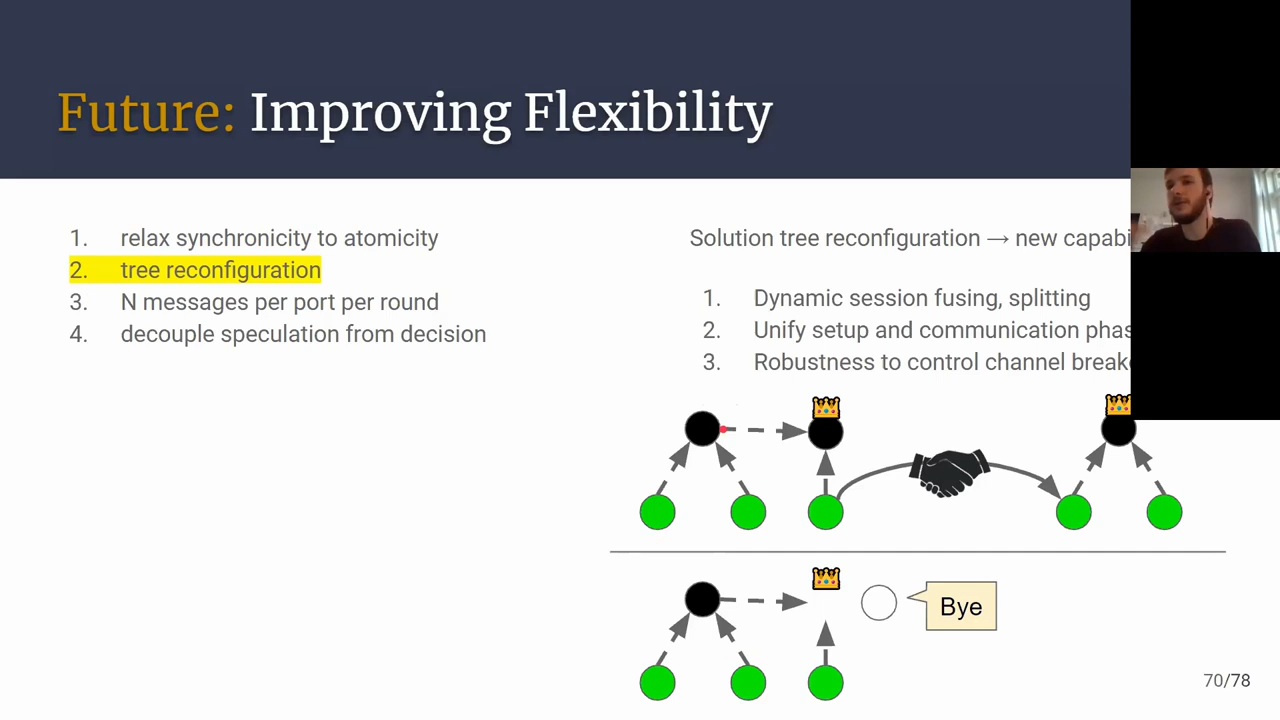 Future: Improving Flexibility
1. relax synchronicity to atomicity
2. tree reconfiguration
3. N messages per port per round
4. decouple speculation from decision
Solution tree reconfiguration → new capabi
1. Dynamic session fusing, splitting
2. Unify setup and communication phas
3. Robustness to control channel break
Bye
70/78